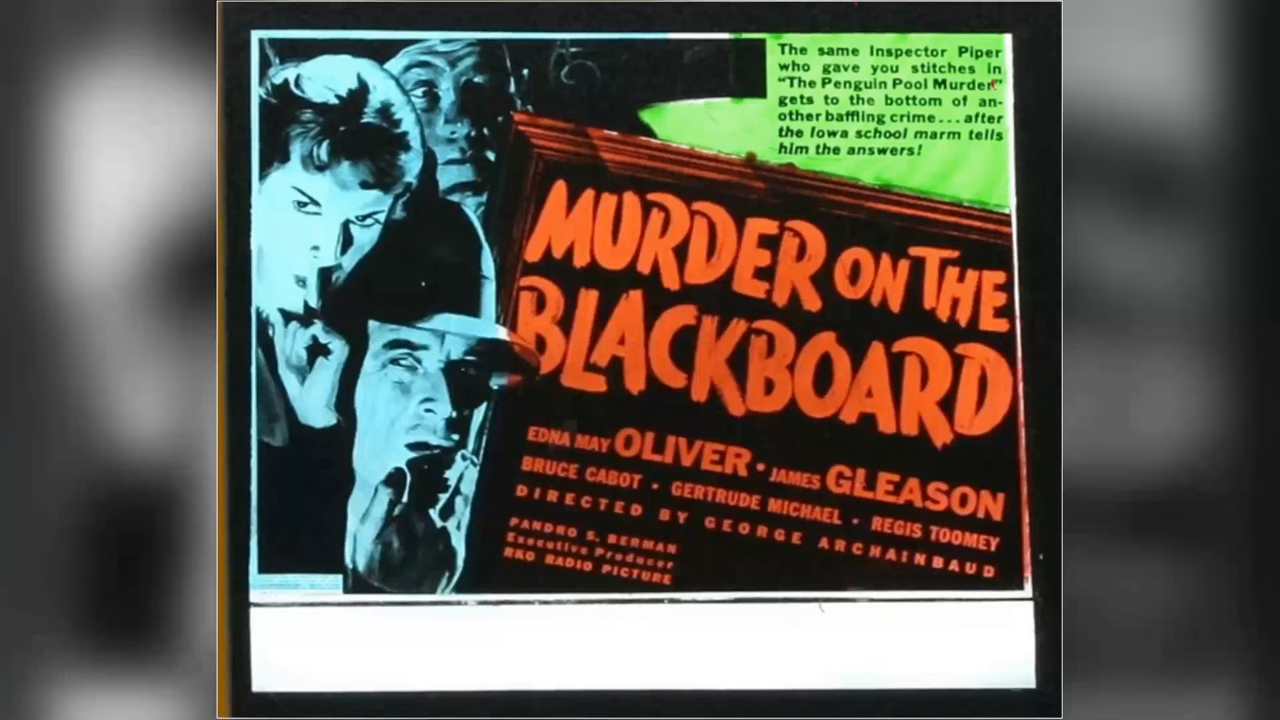 The same Inspector Piper
who gave you stitches in
"The Penguin Pool Murder"
gets to the bottom of an-
other baffling crime...after
the Iowa school marm tells
him the answers!
MURDER ON THE
BLACKBOARD
EDNA MAY OLIVER · JAMES GLEASON
BRUCE CABOT · GERTRUDE MICHAEL · REGIS TOOMEY
DIRECTED BY GEORGE ARCHAINBAUD
PANDRO S. BERMAN
Executive Producer
RKO RADIO PICTURE